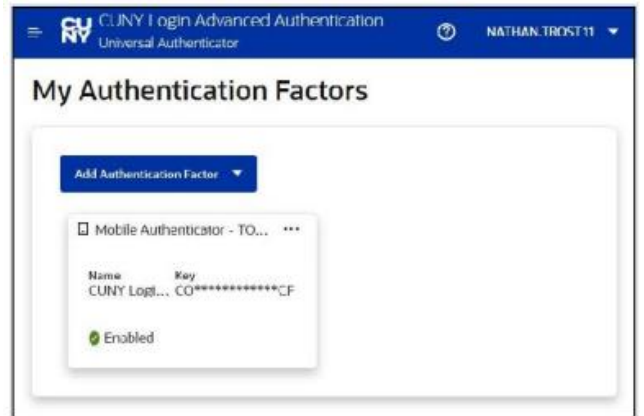 CUNY CUNY Login Advanced Authentication
Universal Authenticator
NATHAN.TROST11
My Authentication Factors
Add Authentication Factor
Mobile Authenticator - TO... •••
Name Key
CUNY Logi... CO************CF
Enabled